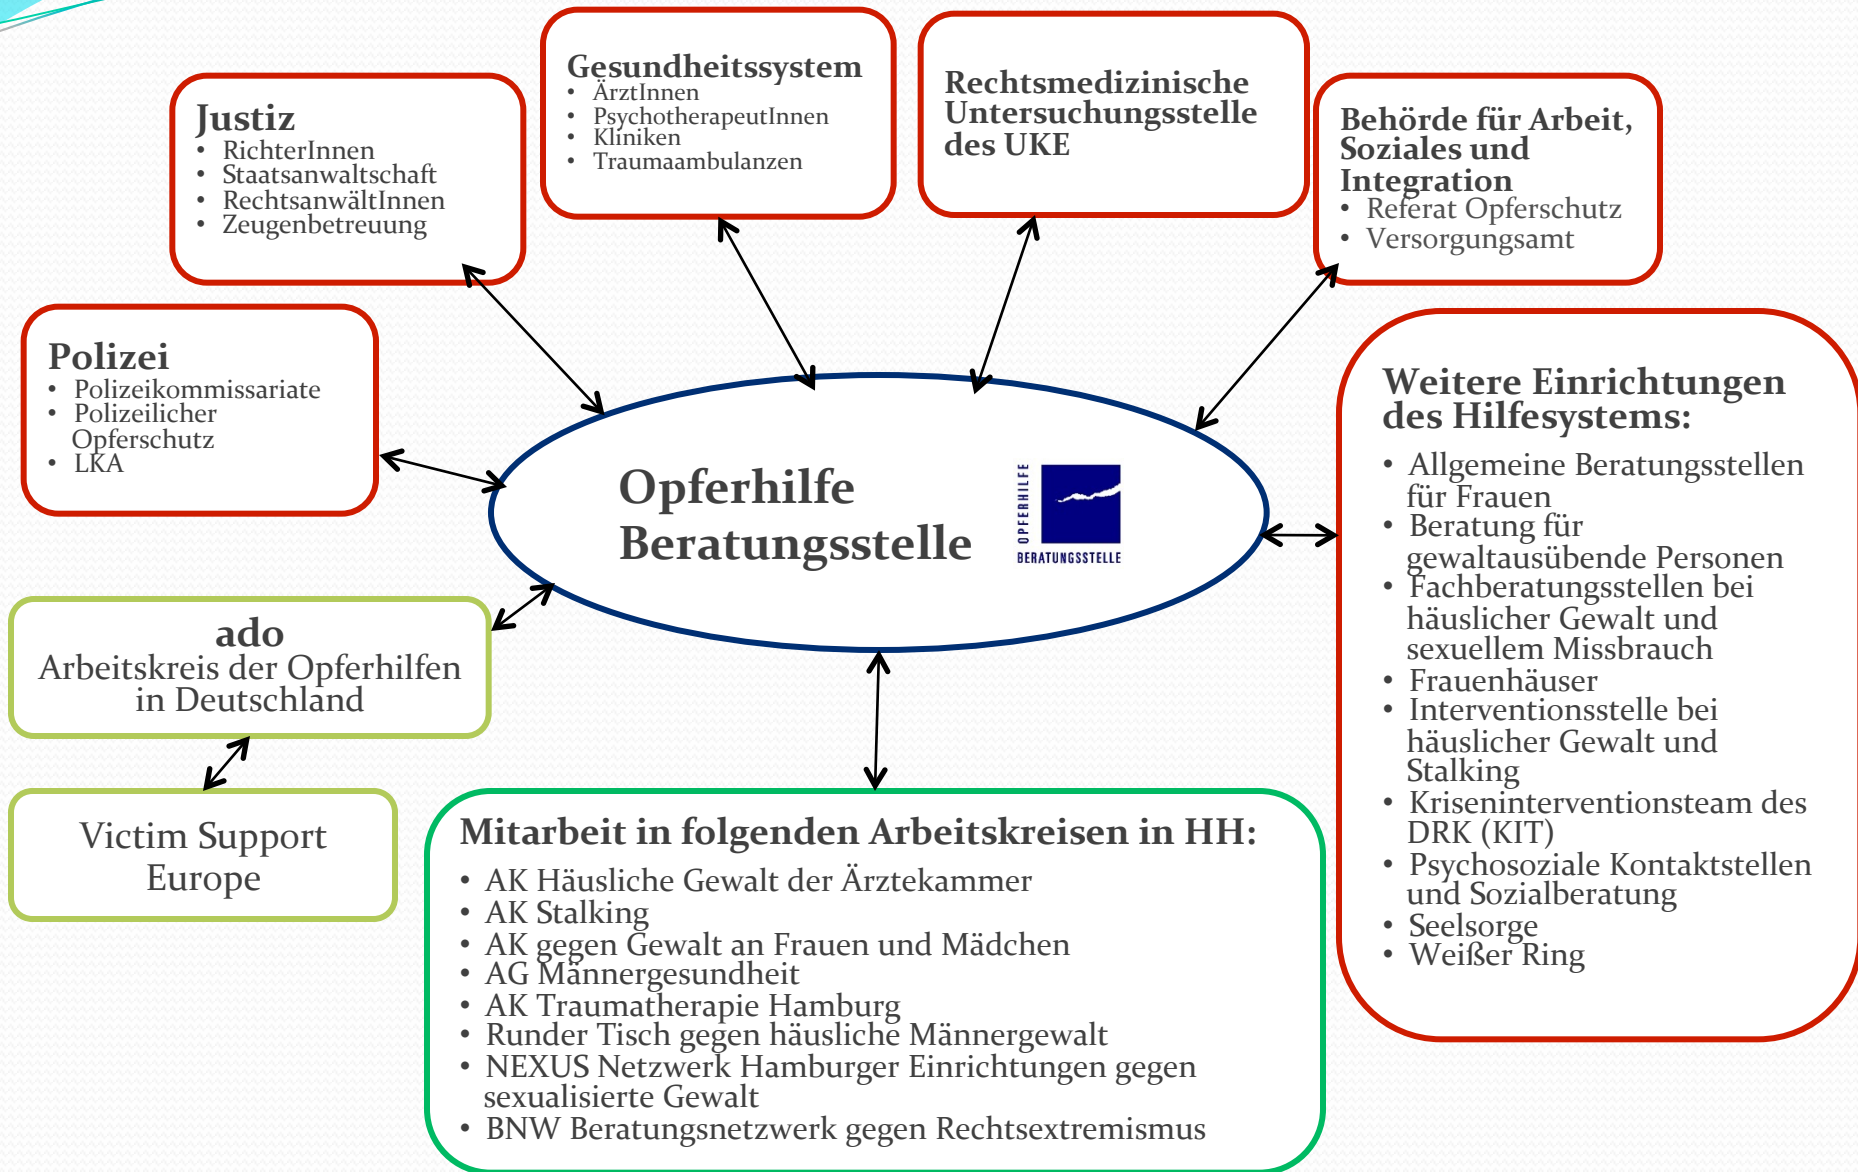 Justiz
• RichterInnen
• Staatsanwaltschaft
• RechtsanwältInnen
• Zeugenbetreuung
Gesundheitssystem
• ÄrztInnen
• PsychotherapeutInnen
• Kliniken
• Traumaambulanzen
Rechtsmedizinische
Untersuchungsstelle
des UKE
Behörde für Arbeit,
Soziales und
Integration
• Referat Opferschutz
• Versorgungsamt
Polizei
• Polizeikommissariate
• Polizeilicher
Opferschutz
• LKA
Opferhilfe
Beratungsstelle
OPFERHILFE
BERATUNGSSTELLE
Weitere Einrichtungen
des Hilfesystems:
• Allgemeine Beratungsstellen
für Frauen
• Beratung für
gewaltausübende Personen
• Fachberatungsstellen bei
häuslicher Gewalt und
sexuellem Missbrauch
• Frauenhäuser
• Interventionsstelle bei
häuslicher Gewalt und
Stalking
• Kriseninterventionsteam des
DRK (KIT)
• Psychosoziale Kontaktstellen
und Sozialberatung
• Seelsorge
• Weißer Ring
ado
Arbeitskreis der Opferhilfen
in Deutschland
Victim Support
Europe
Mitarbeit in folgenden Arbeitskreisen in HH:
• AK Häusliche Gewalt der Ärztekammer
• AK Stalking
• AK gegen Gewalt an Frauen und Mädchen
• AG Männergesundheit
• AK Traumatherapie Hamburg
• Runder Tisch gegen häusliche Männergewalt
• NEXUS Netzwerk Hamburger Einrichtungen gegen
sexualisierte Gewalt
• BNW Beratungsnetzwerk gegen Rechtsextremismus